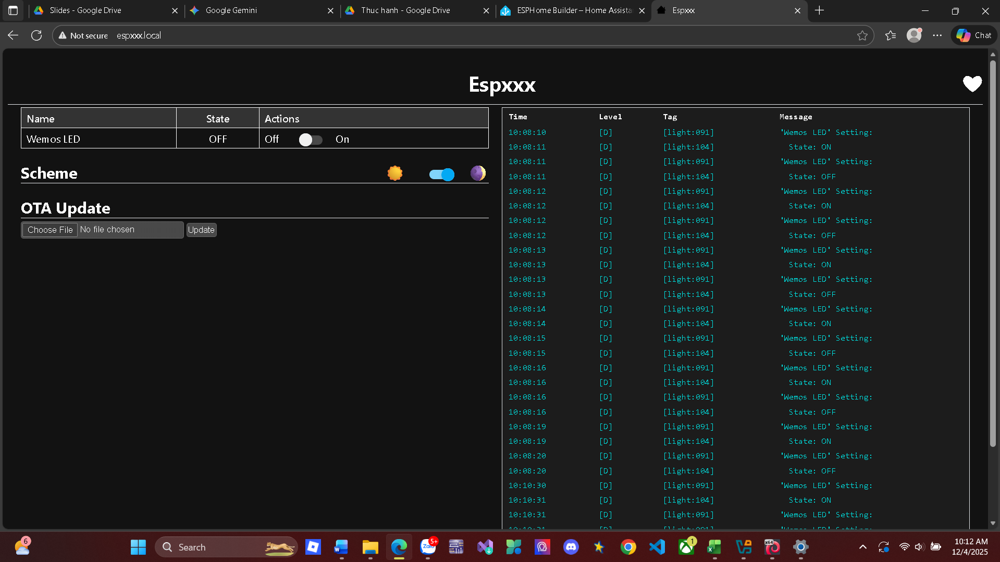 Slides - Google Drive
Google Gemini
Thuc hanh - Google Drive
ESPHome Builder – Home Assista
Espxxx
Not secure espxxx.local
Chat
Espxxx
Name State Actions
Wemos LED OFF Off On
Scheme
OTA Update
Choose File No file chosen Update
Time Level Tag Message
10:08:10 [D] [light:091] 'Wemos LED' Setting:
10:08:11 [D] [light:104] State: ON
10:08:11 [D] [light:091] 'Wemos LED' Setting:
10:08:11 [D] [light:104] State: OFF
10:08:12 [D] [light:091] 'Wemos LED' Setting:
10:08:12 [D] [light:104] State: ON
10:08:12 [D] [light:091] 'Wemos LED' Setting:
10:08:12 [D] [light:104] State: OFF
10:08:13 [D] [light:091] 'Wemos LED' Setting:
10:08:13 [D] [light:104] State: ON
10:08:13 [D] [light:091] 'Wemos LED' Setting:
10:08:13 [D] [light:104] State: OFF
10:08:14 [D] [light:091] 'Wemos LED' Setting:
10:08:14 [D] [light:104] State: ON
10:08:15 [D] [light:091] 'Wemos LED' Setting:
10:08:15 [D] [light:104] State: OFF
10:08:16 [D] [light:091] 'Wemos LED' Setting:
10:08:16 [D] [light:104] State: ON
10:08:16 [D] [light:091] 'Wemos LED' Setting:
10:08:16 [D] [light:104] State: OFF
10:08:19 [D] [light:091] 'Wemos LED' Setting:
10:08:19 [D] [light:104] State: ON
10:08:20 [D] [light:091] 'Wemos LED' Setting:
10:08:20 [D] [light:104] State: OFF
10:10:30 [D] [light:091] 'Wemos LED' Setting:
10:10:31 [D] [light:104] State: ON
10:10:31 [D] [light:091] 'Wemos LED' Setting:
6
Search
Zalo
5+
1
x64
10:12 AM
12/4/2025